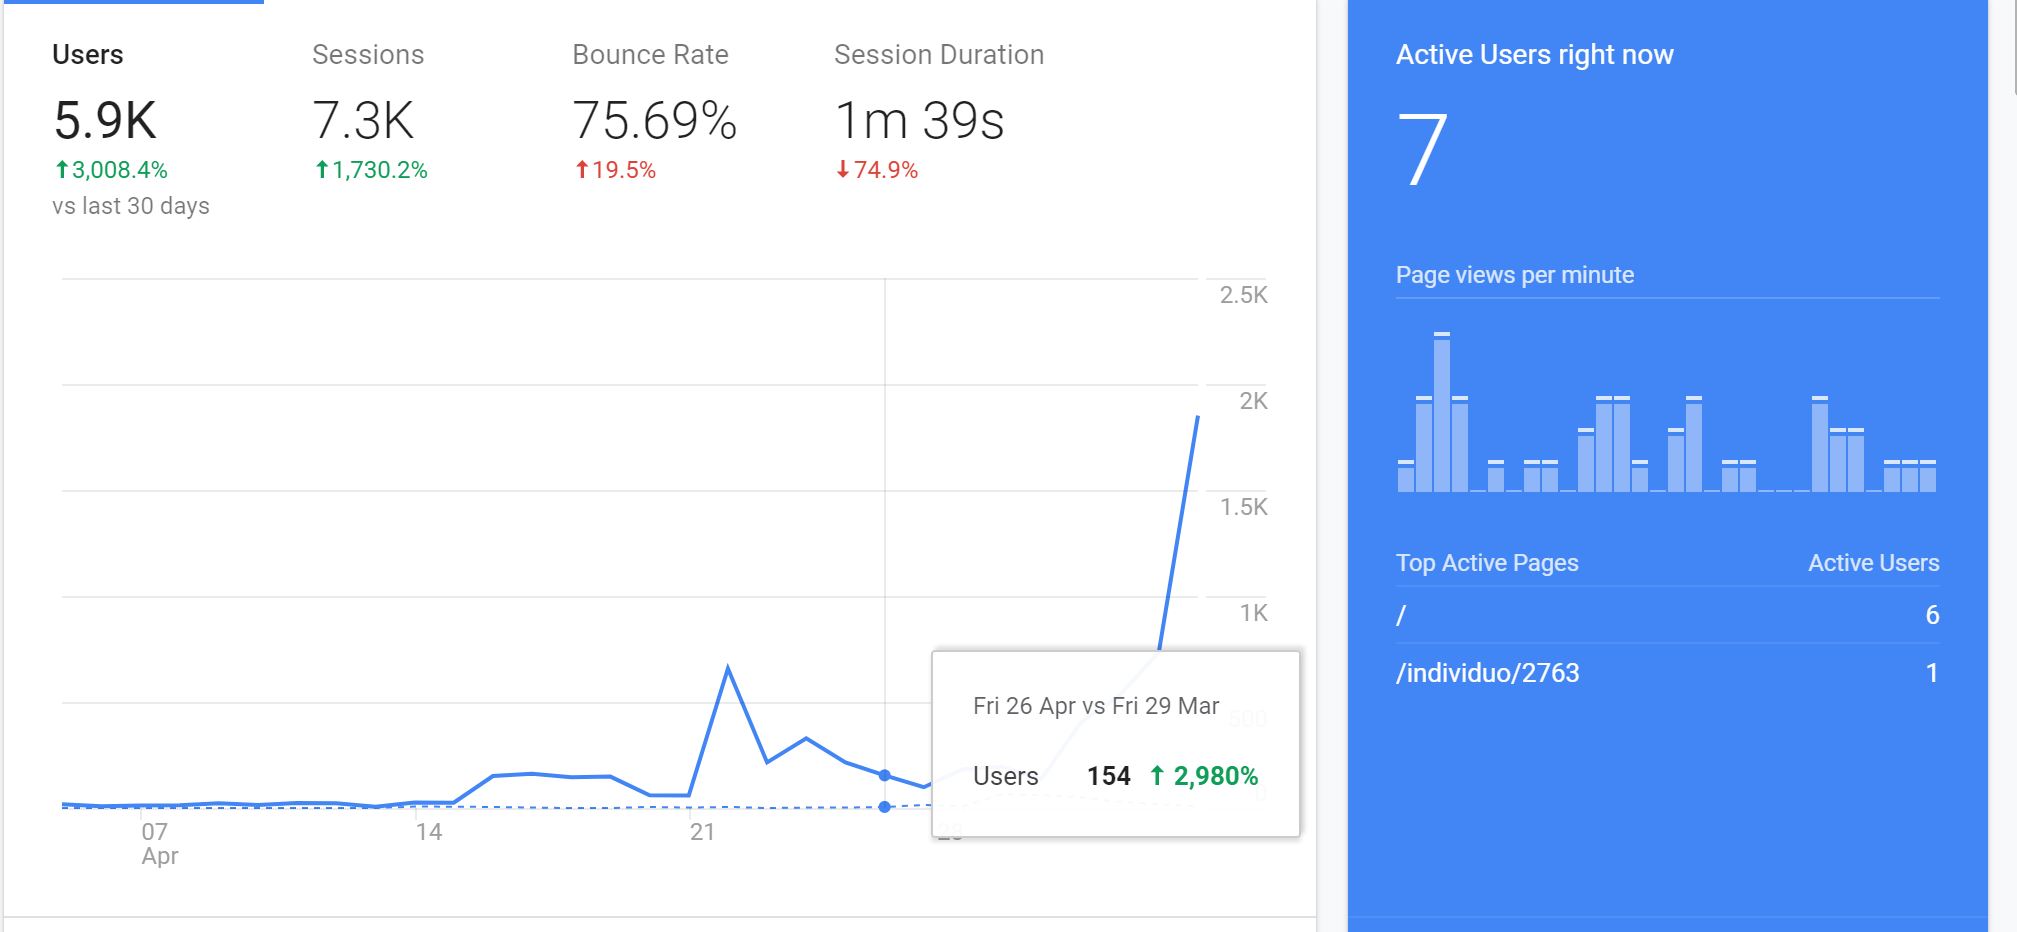 Users
5.9K
↑3,008.4%
vs last 30 days
Sessions
7.3K
↑1,730.2%
Bounce Rate
75.69%
↑19.5%
Session Duration
1m 39s
↓74.9%
2.5K
2K
1.5K
1K
500
0
07
Apr
14
21
28
Fri 26 Apr vs Fri 29 Mar
Users 154 ↑ 2,980%
Active Users right now
7
Page views per minute
Top Active Pages Active Users
/ 6
/individuo/2763 1